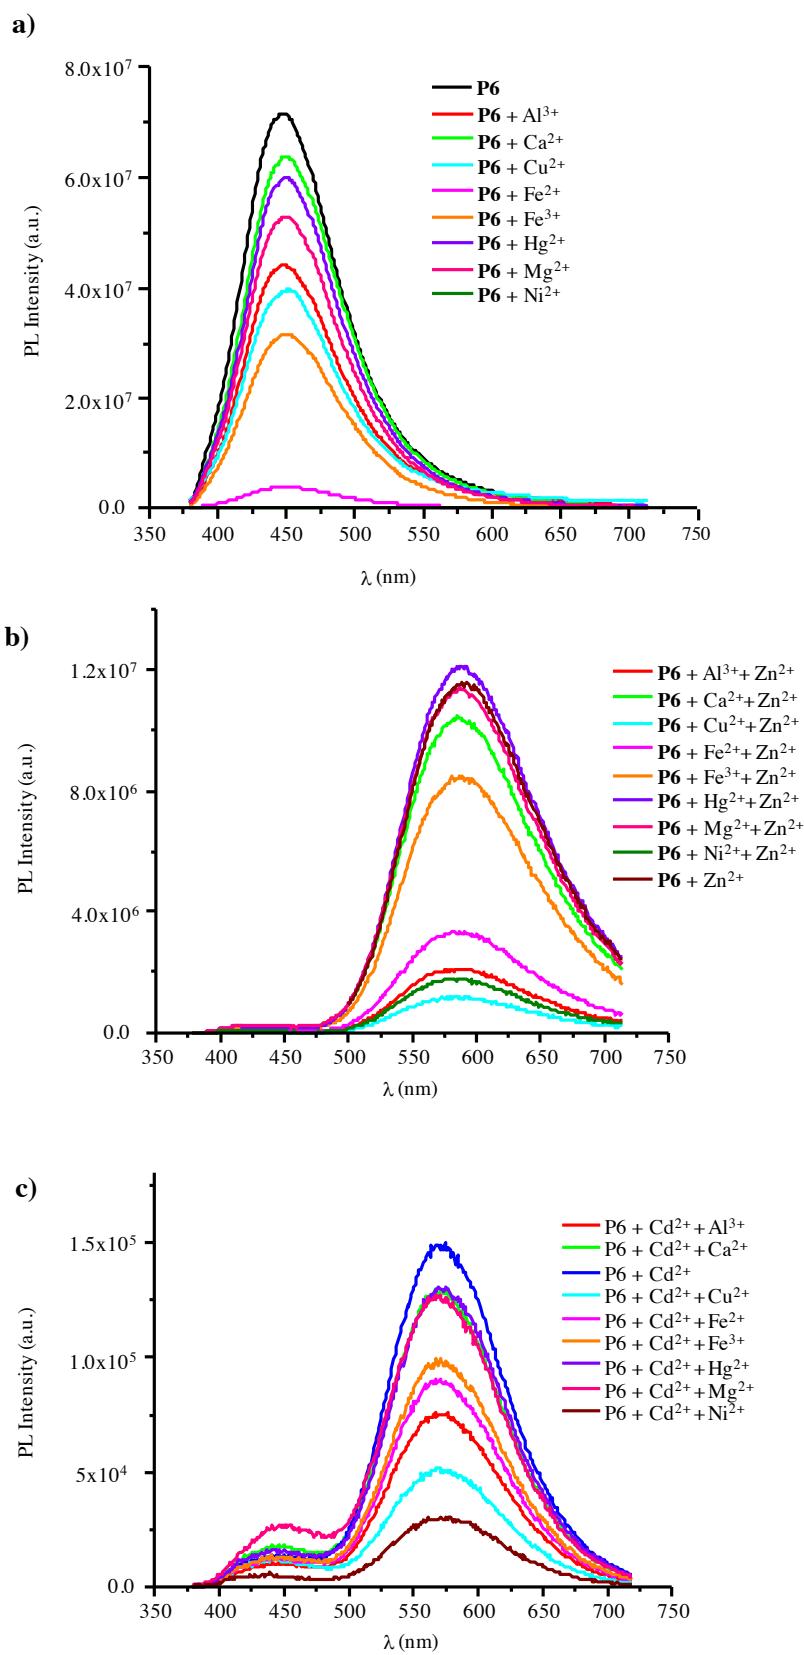 a)
8.0x10⁷
6.0x10⁷
4.0x10⁷
2.0x10⁷
0.0
PL Intensity (a.u.)
350 400 450 500 550 600 650 700 750
λ (nm)
P6
P6 + Al³⁺
P6 + Ca²⁺
P6 + Cu²⁺
P6 + Fe²⁺
P6 + Fe³⁺
P6 + Hg²⁺
P6 + Mg²⁺
P6 + Ni²⁺
b)
1.2x10⁷
8.0x10⁶
4.0x10⁶
0.0
PL Intensity (a.u.)
350 400 450 500 550 600 650 700 750
λ (nm)
P6 + Al³⁺+ Zn²⁺
P6 + Ca²⁺+ Zn²⁺
P6 + Cu²⁺+ Zn²⁺
P6 + Fe²⁺+ Zn²⁺
P6 + Fe³⁺+ Zn²⁺
P6 + Hg²⁺+ Zn²⁺
P6 + Mg²⁺+ Zn²⁺
P6 + Ni²⁺+ Zn²⁺
P6 + Zn²⁺
c)
1.5x10⁵
1.0x10⁵
5x10⁴
0.0
PL Intensity (a.u.)
350 400 450 500 550 600 650 700 750
λ (nm)
P6 + Cd²⁺ + Al³⁺
P6 + Cd²⁺ + Ca²⁺
P6 + Cd²⁺
P6 + Cd²⁺ + Cu²⁺
P6 + Cd²⁺ + Fe²⁺
P6 + Cd²⁺ + Fe³⁺
P6 + Cd²⁺ + Hg²⁺
P6 + Cd²⁺ + Mg²⁺
P6 + Cd²⁺ + Ni²⁺